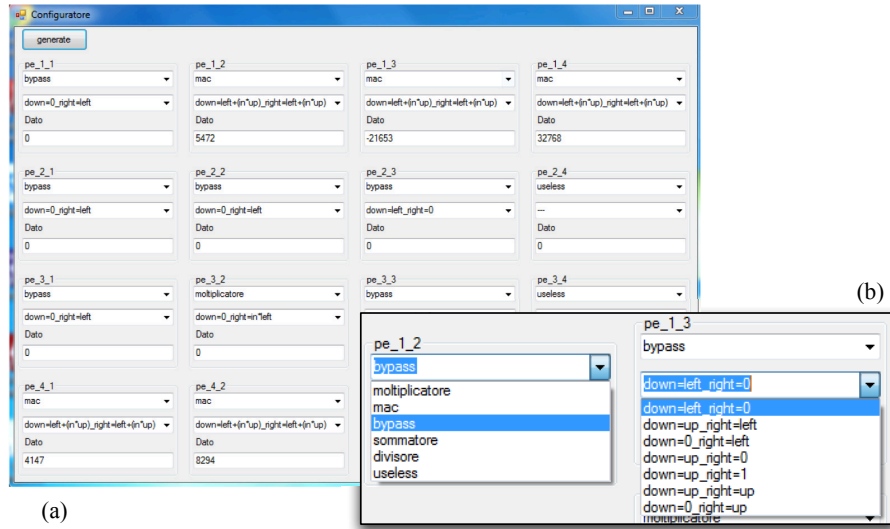 Configuratore
generate
pe_1_1 pe_1_2 pe_1_3 pe_1_4
bypass mac mac mac
down=0_right=left down=left+(in*up)_right=left+(in*up) down=left+(in*up)_right=left+(in*up) down=left+(in*up)_right=left+(in*up)
Dato Dato Dato Dato
0 5472 -21653 32768
pe_2_1 pe_2_2 pe_2_3 pe_2_4
bypass bypass bypass useless
down=0_right=left down=0_right=left down=left_right=0 ---
Dato Dato Dato Dato
0 0 0 0
pe_3_1 pe_3_2 pe_3_3 pe_3_4
bypass moltiplicatore bypass useless
down=0_right=left down=0_right=in*left
Dato Dato
0 0
pe_4_1 pe_4_2
mac mac
down=left+(in*up)_right=left+(in*up) down=left+(in*up)_right=left+(in*up)
Dato Dato
4147 8294
(a)
(b)
pe_1_2
bypass
moltiplicatore
mac
bypass
sommatore
divisore
useless
pe_1_3
bypass
down=left_right=0
down=left_right=0
down=up_right=left
down=0_right=left
down=up_right=0
down=up_right=1
down=up_right=up
down=0_right=up
moltiplicatore